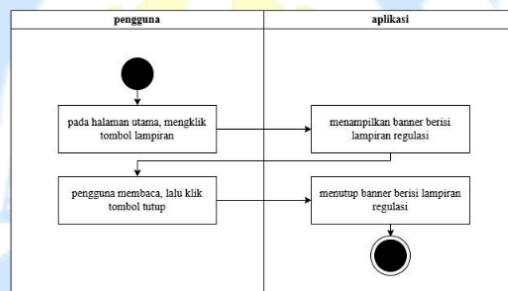 pengguna
aplikasi
pada halaman utama, mengklik
tombol lampiran
menampilkan banner berisi
lampiran regulasi
pengguna membaca, lalu klik
tombol tutup
menutup banner berisi lampiran
regulasi